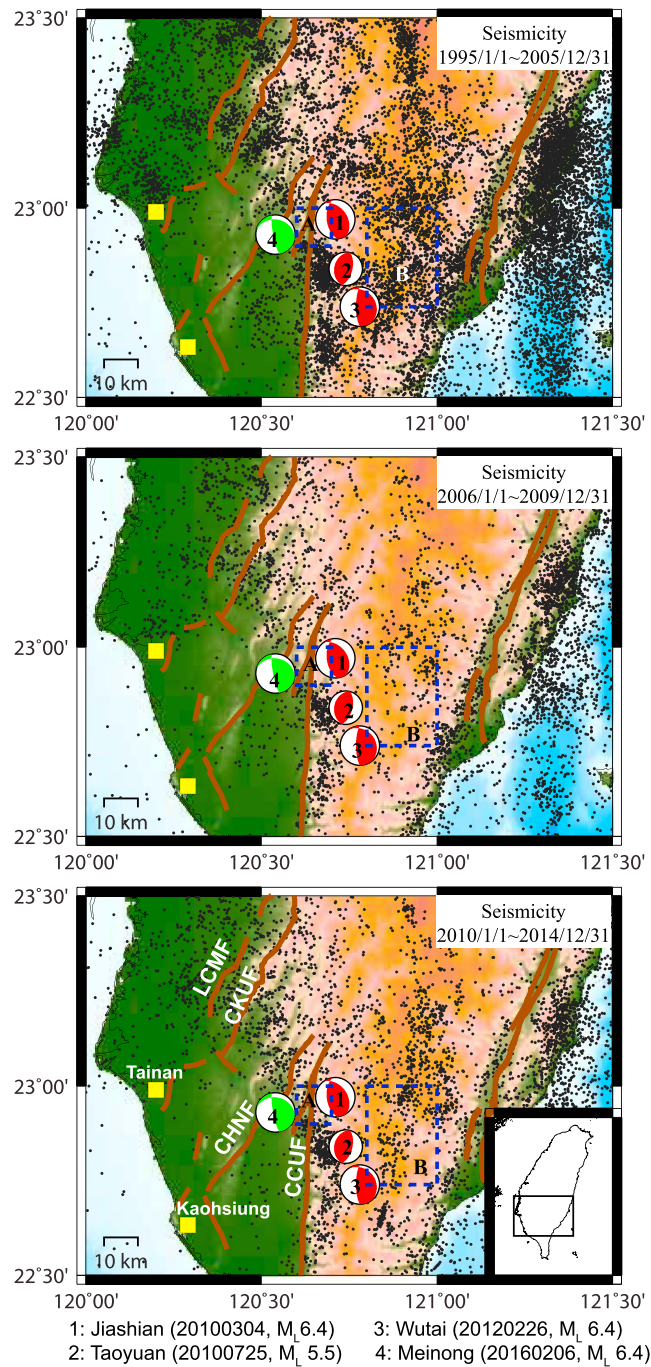 23°30'
Seismicity
1995/1/1~2005/12/31
23°00'
A
1
4
2
B
3
10 km
22°30'
120°00'
120°30'
121°00'
121°30'
23°30'
Seismicity
2006/1/1~2009/12/31
23°00'
A
1
4
2
B
3
10 km
22°30'
120°00'
120°30'
121°00'
121°30'
23°30'
Seismicity
2010/1/1~2014/12/31
LCMF
CKUF
Tainan
23°00'
A
1
4
CHNF
2
CCUF
B
3
Kaohsiung
10 km
22°30'
120°00'
120°30'
121°00'
121°30'
1: Jiashian (20100304, ML6.4) 3: Wutai (20120226, ML 6.4)
2: Taoyuan (20100725, ML 5.5) 4: Meinong (20160206, ML 6.4)